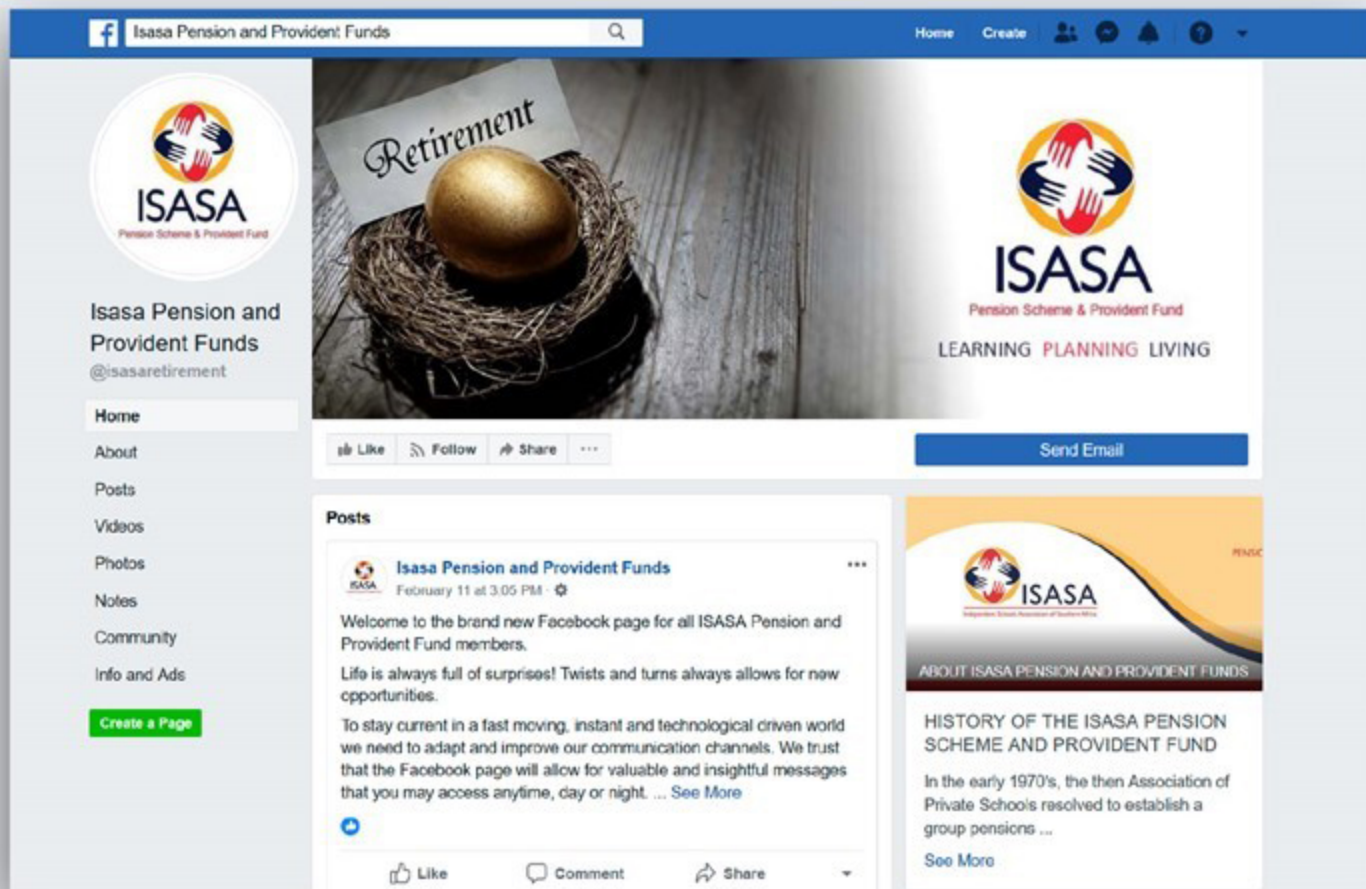 Isasa Pension and Provident Funds
Home
Create
ISASA
Pension Scheme & Provident Fund
Isasa Pension and
Provident Funds
@isasaretirement
Home
About
Posts
Videos
Photos
Notes
Community
Info and Ads
Create a Page
Retirement
ISASA
Pension Scheme & Provident Fund
LEARNING PLANNING LIVING
Like
Follow
Share
Send Email
Posts
ISASA
Isasa Pension and Provident Funds
February 11 at 3:05 PM
Welcome to the brand new Facebook page for all ISASA Pension and
Provident Fund members.
Life is always full of surprises! Twists and turns always allows for new
opportunities.
To stay current in a fast moving, instant and technological driven world
we need to adapt and improve our communication channels. We trust
that the Facebook page will allow for valuable and insightful messages
that you may access anytime, day or night. ... See More
Like
Comment
Share
PENSIC
ISASA
Independent Schools Association of Southern Africa
ABOUT ISASA PENSION AND PROVIDENT FUNDS
HISTORY OF THE ISASA PENSION
SCHEME AND PROVIDENT FUND
In the early 1970's, the then Association of
Private Schools resolved to establish a
group pensions ...
See More